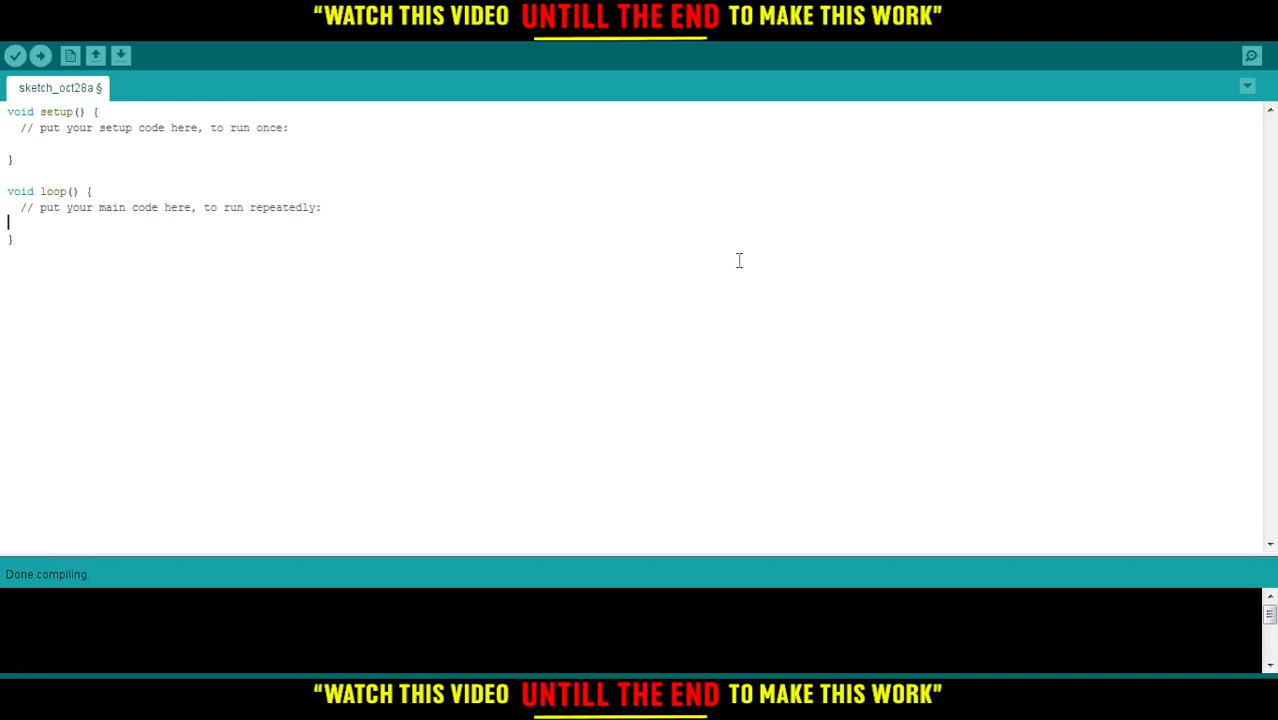 “WATCH THIS VIDEO UNTILL THE END TO MAKE THIS WORK”
sketch_oct28a §
void setup() {
  // put your setup code here, to run once:
}
void loop() {
  // put your main code here, to run repeatedly:
}
Done compiling.
“WATCH THIS VIDEO UNTILL THE END TO MAKE THIS WORK”